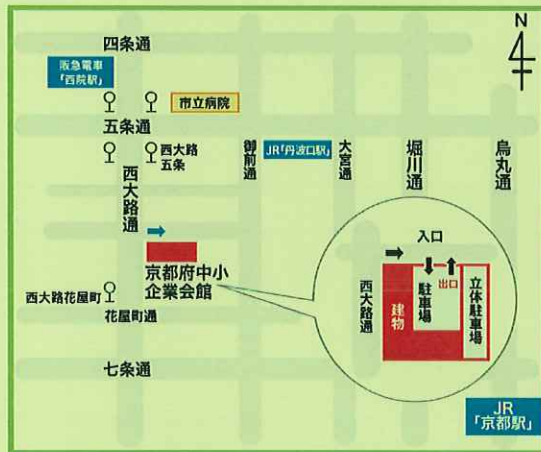 N
四条通
阪急電車
「西院駅」
市立病院
五条通
西大路
五条
西大路通
御前通
JR「丹波口駅」
大宮通
堀川通
烏丸通
京都府中小
企業会館
西大路花屋町
花屋町通
七条通
入口
出口
西大路通
建物
駐車場
立体駐車場
JR
「京都駅」